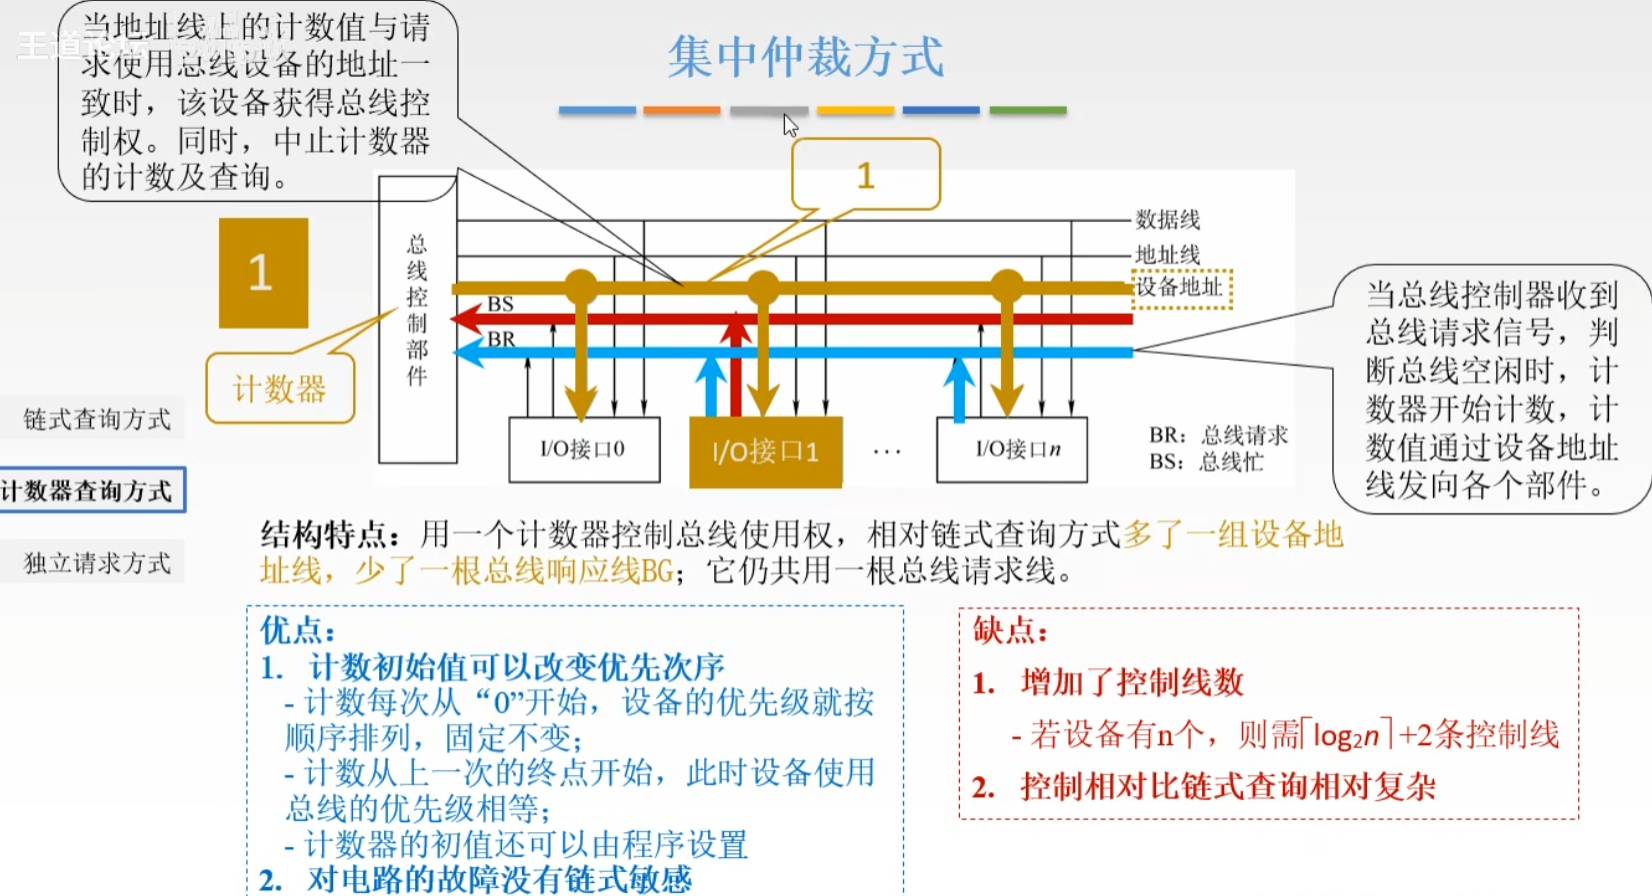 当地址线上的计数值与请
求使用总线设备的地址一
致时，该设备获得总线控
制权。同时，中止计数器
的计数及查询。
王道论坛
集中仲裁方式
1
1
总线控制部件
数据线
地址线
设备地址
BS
BR
计数器
I/O接口0
I/O接口1
...
I/O接口n
BR：总线请求
BS：总线忙
当总线控制器收到
总线请求信号，判
断总线空闲时，计
数器开始计数，计
数值通过设备地址
线发向各个部件。
链式查询方式
计数器查询方式
独立请求方式
结构特点：用一个计数器控制总线使用权，相对链式查询方式多了一组设备地
址线，少了一根总线响应线BG；它仍共用一根总线请求线。
优点：
1. 计数初始值可以改变优先次序
- 计数每次从“0”开始，设备的优先级就按
顺序排列，固定不变；
- 计数从上一次的终点开始，此时设备使用
总线的优先级相等；
- 计数器的初值还可以由程序设置
2. 对电路的故障没有链式敏感
缺点：
1. 增加了控制线数
- 若设备有n个，则需⌈log₂n⌉+2条控制线
2. 控制相对比链式查询相对复杂